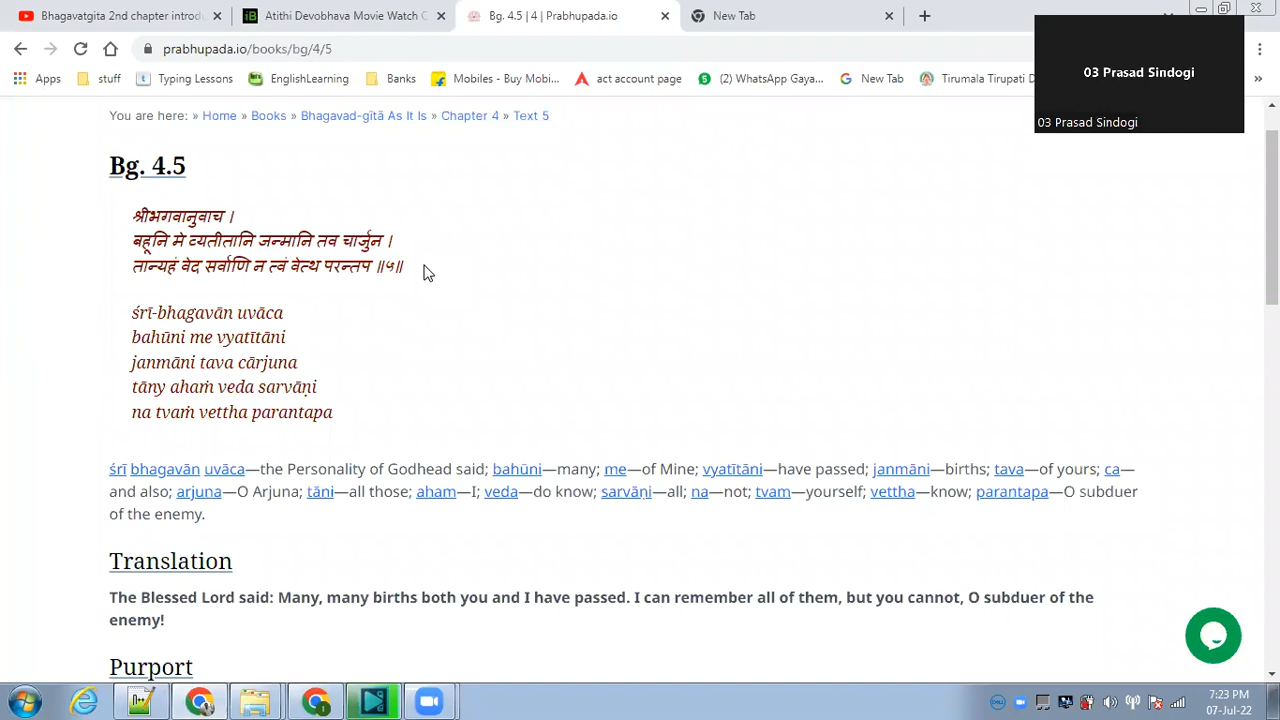 Bhagavatgita 2nd chapter introd
Atithi Devobhava Movie Watch O
Bg. 4.5 | 4 | Prabhupada.io
New Tab
prabhupada.io/books/bg/4/5
Apps
stuff
Typing Lessons
EnglishLearning
Banks
Mobiles - Buy Mobi...
act account page
(2) WhatsApp Gaya...
New Tab
Tirumala Tirupati D
03 Prasad Sindogi
03 Prasad Sindogi
You are here: » Home » Books » Bhagavad-gītā As It Is » Chapter 4 » Text 5
Bg. 4.5
श्रीभगवानुवाच ।
बहूनि मे व्यतीतानि जन्मानि तव चार्जुन ।
तान्यहं वेद सर्वाणि न त्वं वेत्थ परन्तप ॥५॥
śrī-bhagavān uvāca
bahūni me vyatītāni
janmāni tava cārjuna
tāny ahaṁ veda sarvāṇi
na tvaṁ vettha parantapa
śrī bhagavān uvāca—the Personality of Godhead said; bahūni—many; me—of Mine; vyatītāni—have passed; janmāni—births; tava—of yours; ca—
and also; arjuna—O Arjuna; tāni—all those; aham—I; veda—do know; sarvāṇi—all; na—not; tvam—yourself; vettha—know; parantapa—O subduer
of the enemy.
Translation
The Blessed Lord said: Many, many births both you and I have passed. I can remember all of them, but you cannot, O subduer of the
enemy!
Purport
7:23 PM
07-Jul-22